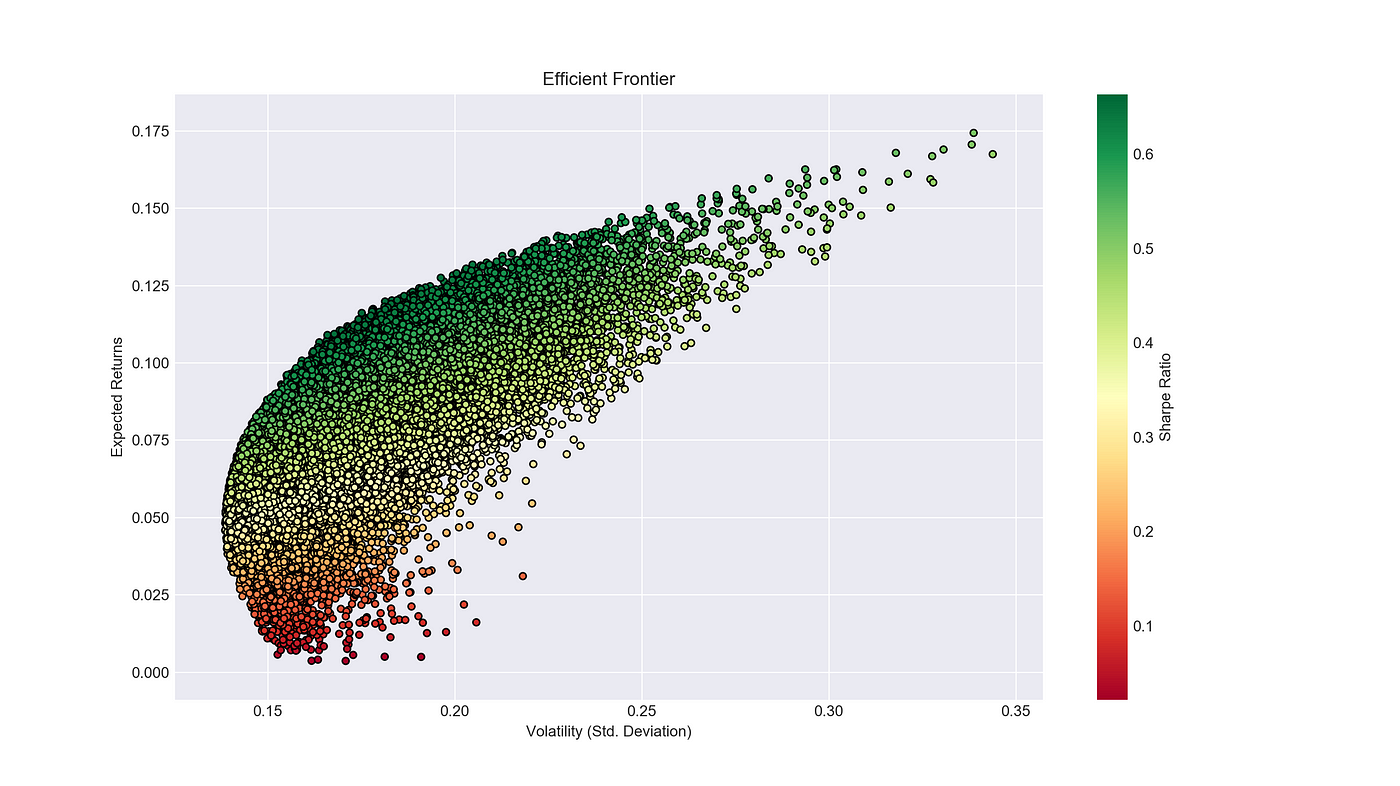 Efficient Frontier
0.175
0.150
0.125
0.100
0.075
0.050
0.025
0.000
Expected Returns
0.15 0.20 0.25 0.30 0.35
Volatility (Std. Deviation)
0.6
0.5
0.4
0.3
0.2
0.1
Sharpe Ratio